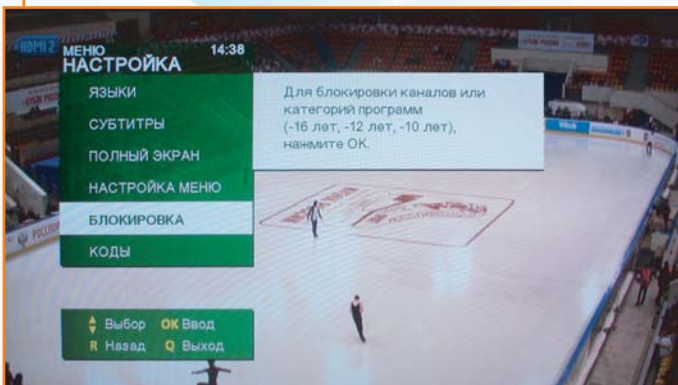 HDMI 2
МЕНЮ 14:38
НАСТРОЙКА
ЯЗЫКИ
СУБТИТРЫ
ПОЛНЫЙ ЭКРАН
НАСТРОЙКА МЕНЮ
БЛОКИРОВКА
КОДЫ
Для блокировки каналов или
категорий программ
(-16 лет, -12 лет, -10 лет),
нажмите ОК.
Выбор OK Ввод
R Назад Q Выход